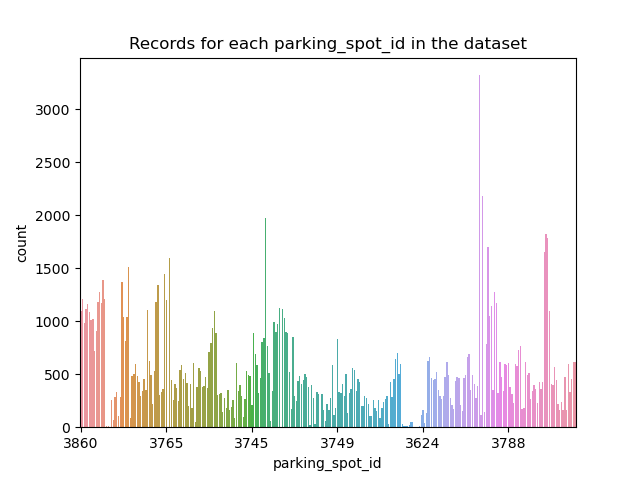 Records for each parking_spot_id in the dataset
count
3000
2500
2000
1500
1000
500
0
3860 3765 3745 3749 3624 3788
parking_spot_id